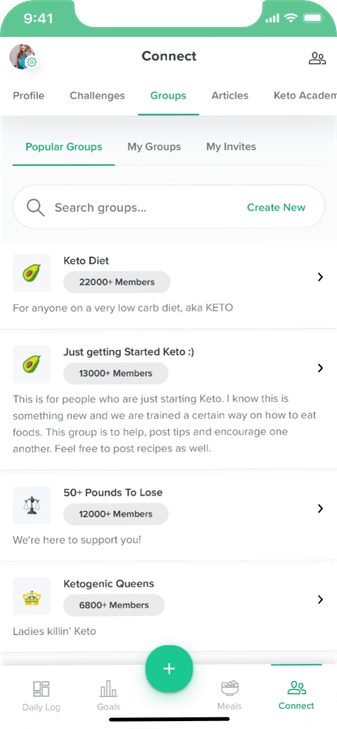 9:41
Connect
Profile Challenges Groups Articles Keto Academ
Popular Groups My Groups My Invites
Search groups... Create New
Keto Diet
22000+ Members
For anyone on a very low carb diet, aka KETO
Just getting Started Keto :)
13000+ Members
This is for people who are just starting Keto. I know this is
something new and we are trained a certain way on how to eat
foods. This group is to help, post tips and encourage one
another. Feel free to post recipes as well.
50+ Pounds To Lose
12000+ Members
We're here to support you!
Ketogenic Queens
6800+ Members
Ladies killin' Keto
+
Daily Log Goals Meals Connect